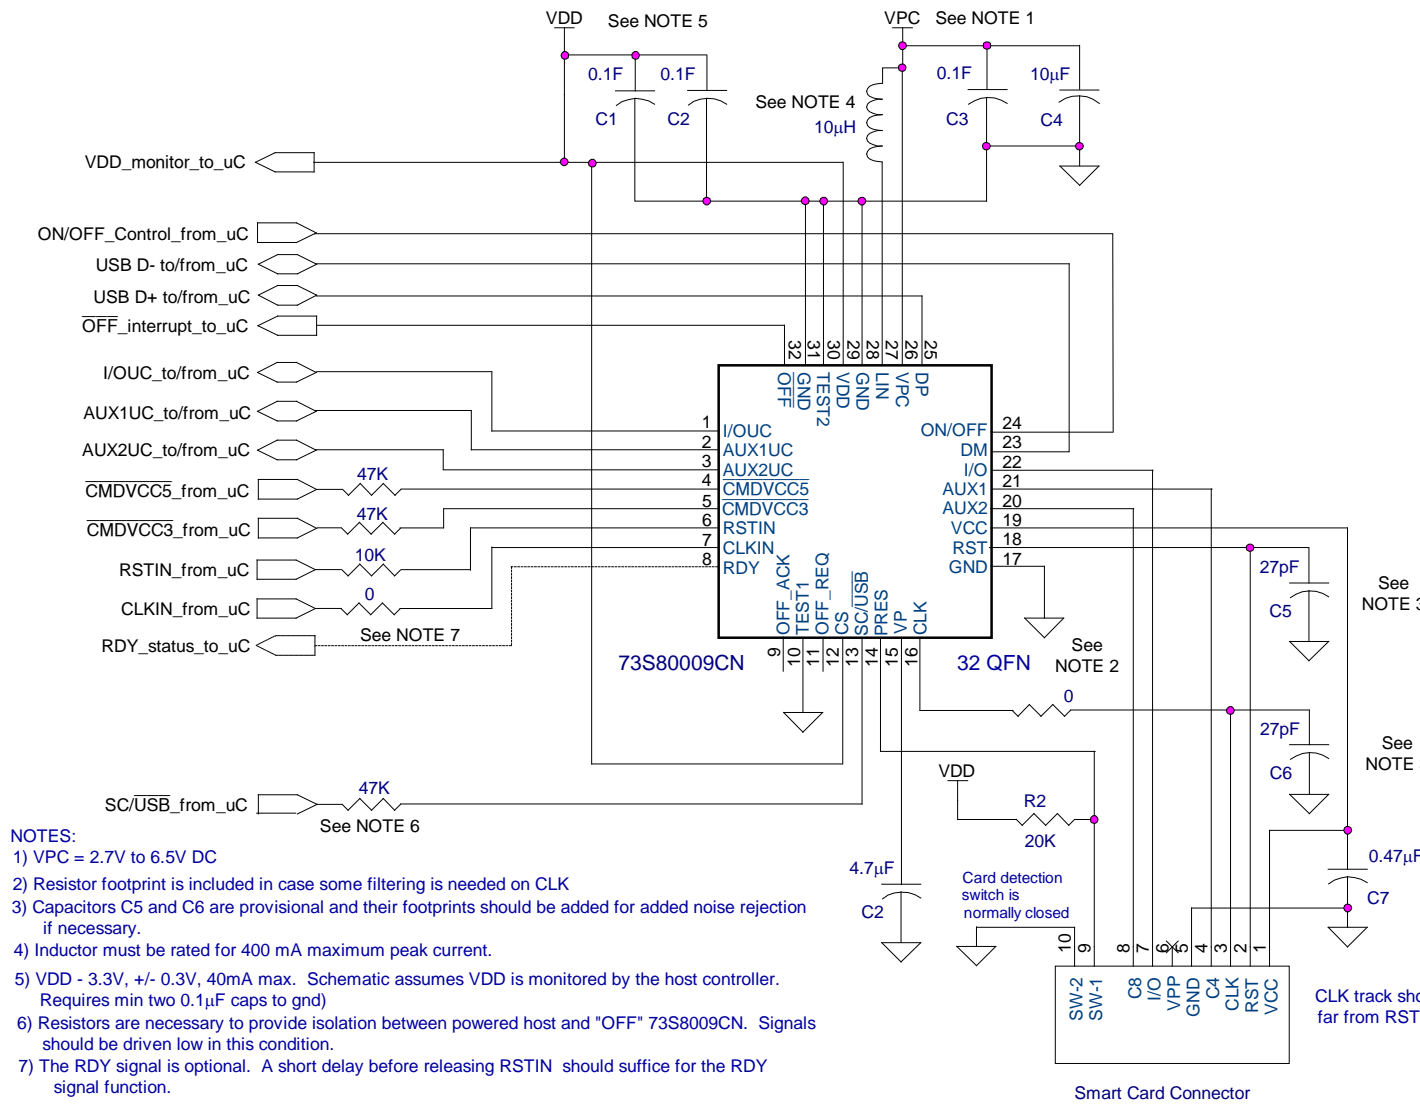 VDD See NOTE 5
VPC See NOTE 1
0.1F 0.1F
C1 C2
See NOTE 4
10µH
0.1F 10µF
C3 C4
VDD_monitor_to_uC
ON/OFF_Control_from_uC
USB D- to/from_uC
USB D+ to/from_uC
OFF_interrupt_to_uC
I/OUC_to/from_uC
AUX1UC_to/from_uC
AUX2UC_to/from_uC
CMDVCC5_from_uC 47K
CMDVCC3_from_uC 47K
RSTIN_from_uC 10K
CLKIN_from_uC 0
RDY_status_to_uC See NOTE 7
32 31 30 29 28 27 26 25
OFF GND TEST2 VDD GND LIN VPC DP
1 I/OUC
2 AUX1UC
3 AUX2UC
4 CMDVCC5
5 CMDVCC3
6 RSTIN
7 CLKIN
8 RDY
ON/OFF 24
DM 23
I/O 22
AUX1 21
AUX2 20
VCC 19
RST 18
GND 17
OFF_ACK TEST1 OFF_REQ CS SC/USB PRES VP CLK
9 10 11 12 13 14 15 16
73S80009CN 32 QFN
27pF
C5
See
NOTE 3
See
NOTE 2
0
27pF
C6
See
NOTE
SC/USB_from_uC 47K
See NOTE 6
VDD
R2
20K
4.7µF
C2
Card detection
switch is
normally closed
0.47µF
C7
10 9 8 7 6 5 4 3 2 1
SW-2 SW-1 C8 I/O VPP GND C4 CLK RST VCC
CLK track sho
far from RST
Smart Card Connector
NOTES:
1) VPC = 2.7V to 6.5V DC
2) Resistor footprint is included in case some filtering is needed on CLK
3) Capacitors C5 and C6 are provisional and their footprints should be added for added noise rejection
if necessary.
4) Inductor must be rated for 400 mA maximum peak current.
5) VDD - 3.3V, +/- 0.3V, 40mA max. Schematic assumes VDD is monitored by the host controller.
Requires min two 0.1µF caps to gnd)
6) Resistors are necessary to provide isolation between powered host and "OFF" 73S8009CN. Signals
should be driven low in this condition.
7) The RDY signal is optional. A short delay before releasing RSTIN should suffice for the RDY
signal function.